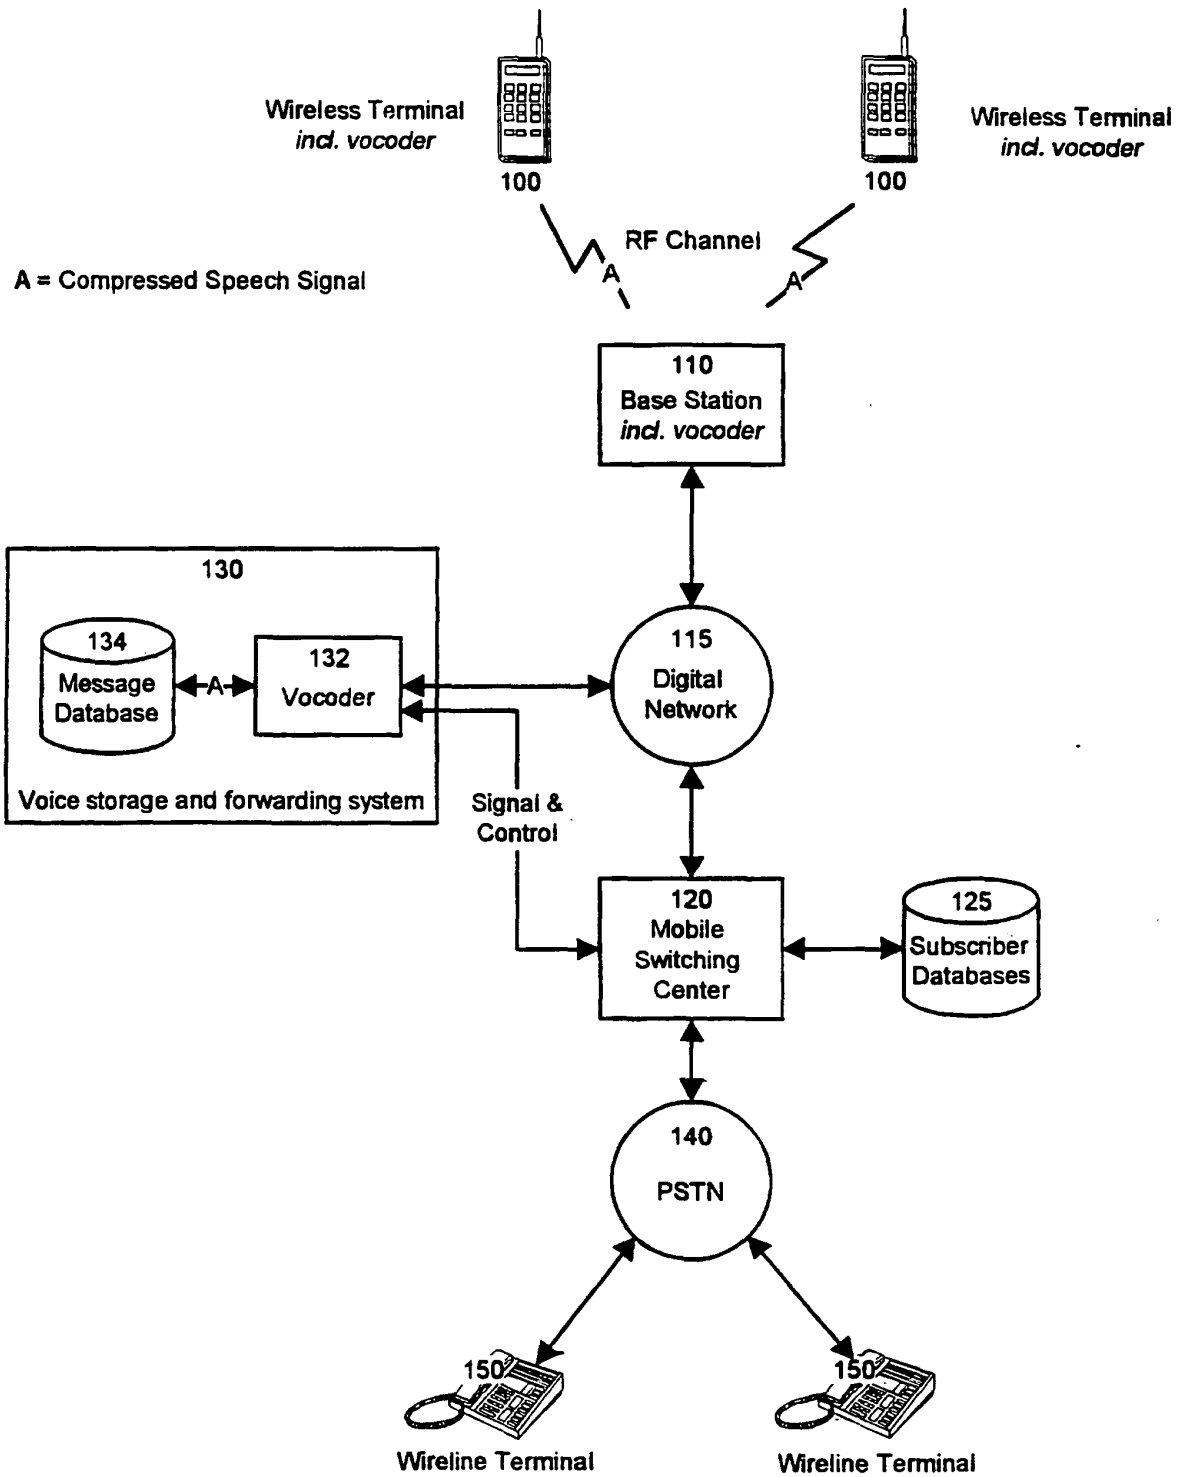 Wireless Terminal
incl. vocoder
100
Wireless Terminal
incl. vocoder
100
RF Channel
A
A
A = Compressed Speech Signal
110
Base Station
incl. vocoder
130
134
Message
Database
A
132
Vocoder
Voice storage and forwarding system
115
Digital
Network
Signal &
Control
120
Mobile
Switching
Center
125
Subscriber
Databases
140
PSTN
150
Wireline Terminal
150
Wireline Terminal